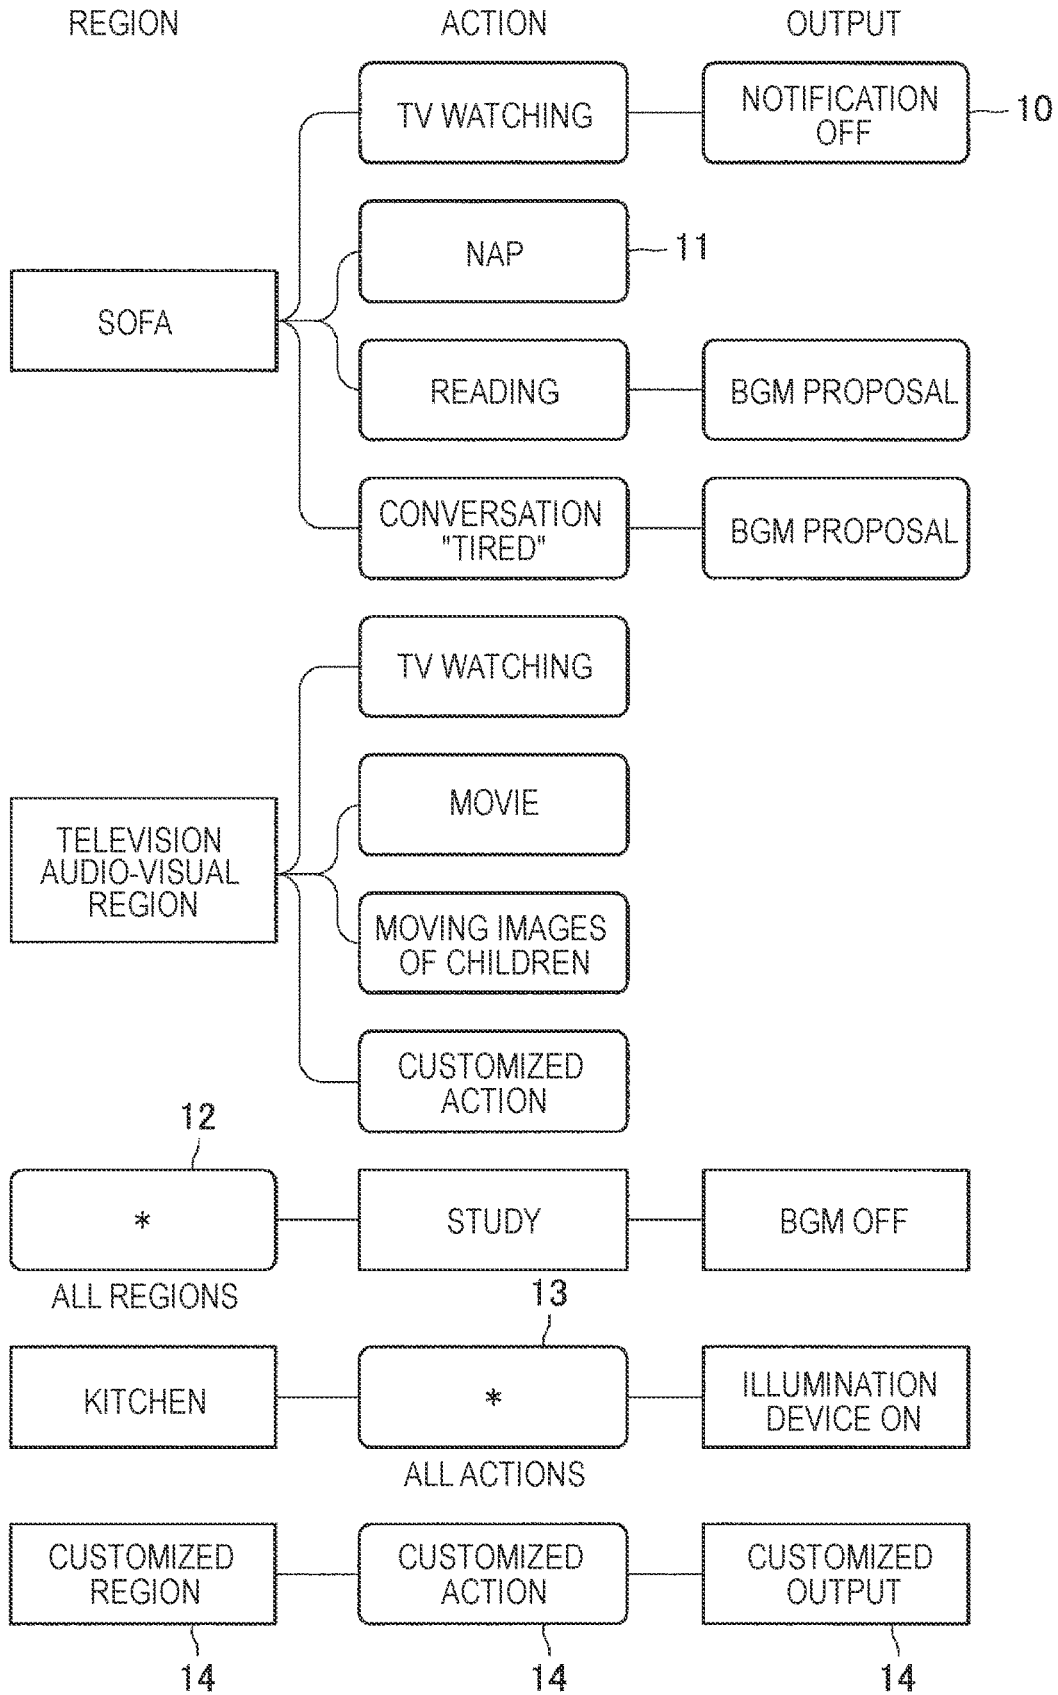 REGION
ACTION
OUTPUT
TV WATCHING
NOTIFICATION
OFF
10
NAP
11
SOFA
READING
BGM PROPOSAL
CONVERSATION
"TIRED"
BGM PROPOSAL
TV WATCHING
MOVIE
TELEVISION
AUDIO-VISUAL
REGION
MOVING IMAGES
OF CHILDREN
CUSTOMIZED
ACTION
12
*
STUDY
BGM OFF
ALL REGIONS
13
KITCHEN
*
ILLUMINATION
DEVICE ON
ALL ACTIONS
CUSTOMIZED
REGION
CUSTOMIZED
ACTION
CUSTOMIZED
OUTPUT
14
14
14